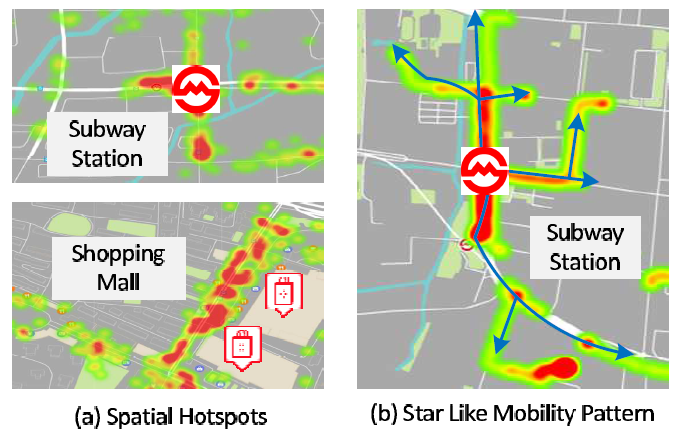 Subway
Station
Shopping
Mall
(a) Spatial Hotspots
Subway
Station
(b) Star Like Mobility Pattern